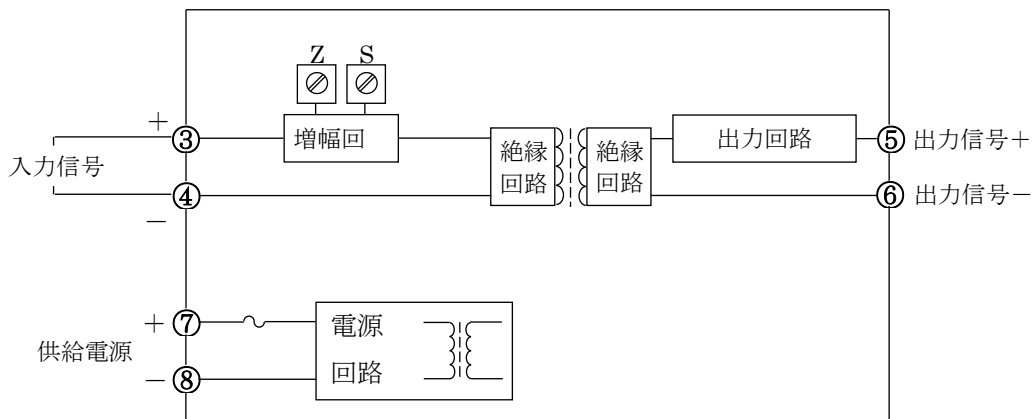 Z S
+
③ 増幅回
入力信号
④
−
絶縁
回路
絶縁
回路
出力回路
⑤ 出力信号+
⑥ 出力信号−
+ ⑦
供給電源
− ⑧
電源
回路